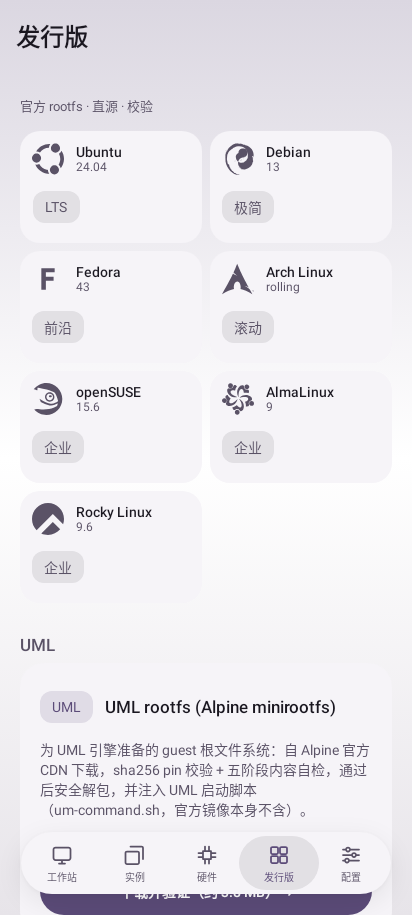 发行版
官方 rootfs · 直源 · 校验
Ubuntu
24.04
LTS
Debian
13
极简
Fedora
43
前沿
Arch Linux
rolling
滚动
openSUSE
15.6
企业
AlmaLinux
9
企业
Rocky Linux
9.6
企业
UML
UML UML rootfs (Alpine minirootfs)
为 UML 引擎准备的 guest 根文件系统：自 Alpine 官方
CDN 下载，sha256 pin 校验 + 五阶段内容自检，通过
后安全解包，并注入 UML 启动脚本
（um-command.sh，官方镜像本身不含）。
工作站
实例
硬件
发行版
配置